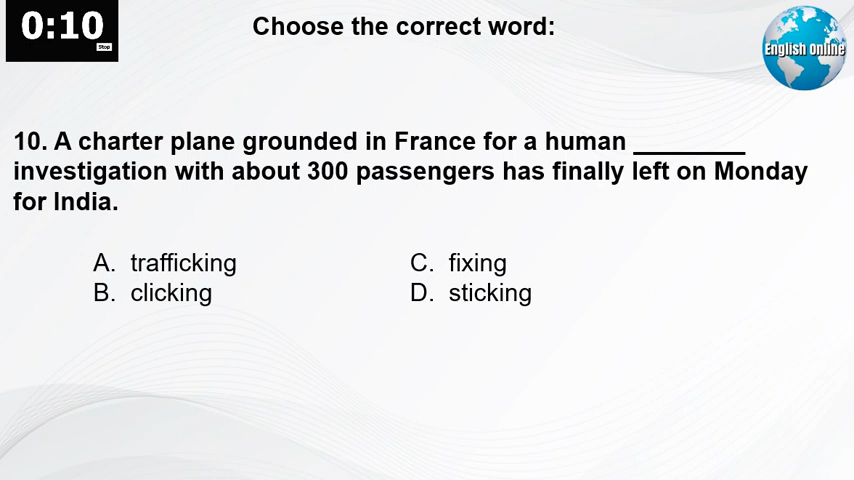 0:10
Stop
Choose the correct word:
English Online
10. A charter plane grounded in France for a human ________
investigation with about 300 passengers has finally left on Monday
for India.
A. trafficking
B. clicking
C. fixing
D. sticking